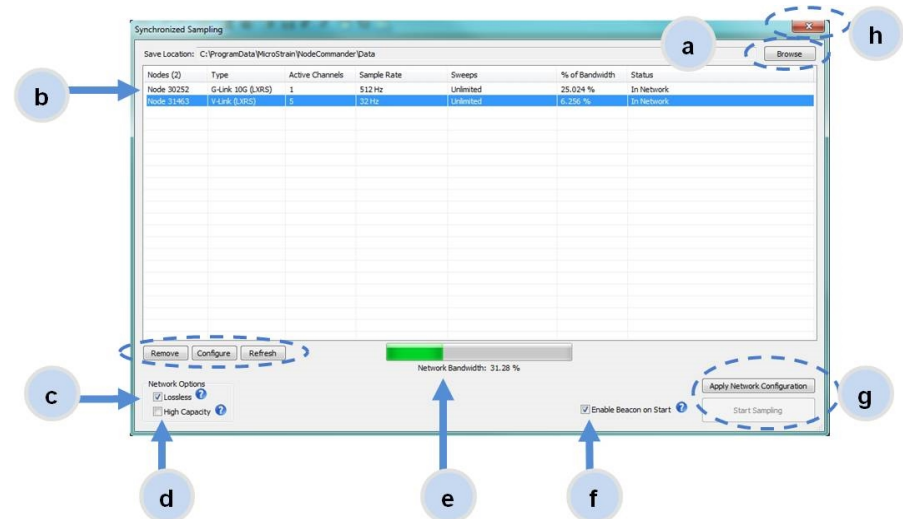 Synchronized Sampling
h
a
Save Location: C:\ProgramData\MicroStrain\NodeCommander\Data
Browse
Nodes (2) Type Active Channels Sample Rate Sweeps % of Bandwidth Status
b
Node 30252 G-Link 10G (LXRS) 1 512 Hz Unlimited 25.024 % In Network
Node 31463 V-Link (LXRS) 5 32 Hz Unlimited 6.256 % In Network
Remove Configure Refresh
Network Bandwidth: 31.28 %
Network Options
Apply Network Configuration
c
Lossless ?
g
High Capacity ?
Enable Beacon on Start ?
Start Sampling
d
e
f